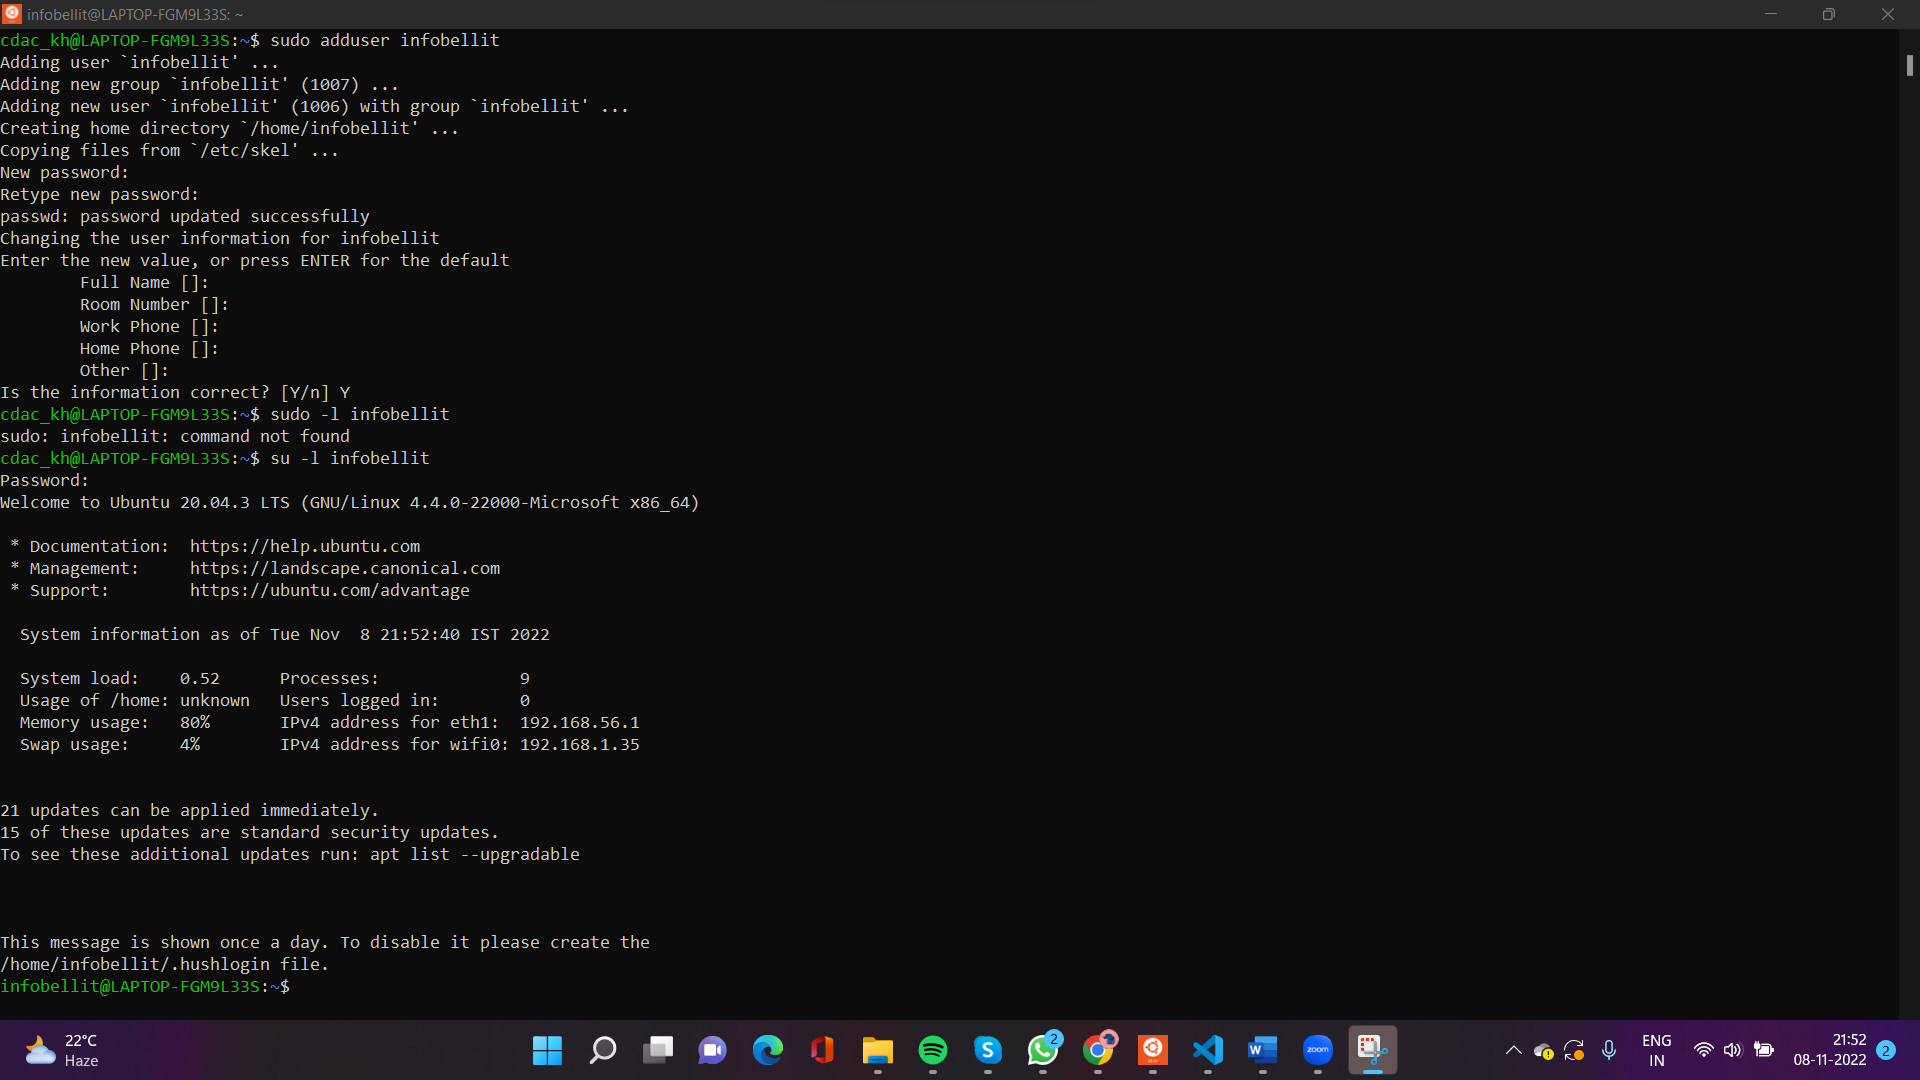 infobellit@LAPTOP-FGM9L33S: ~
cdac_kh@LAPTOP-FGM9L33S:~$ sudo adduser infobellit
Adding user `infobellit' ...
Adding new group `infobellit' (1007) ...
Adding new user `infobellit' (1006) with group `infobellit' ...
Creating home directory `/home/infobellit' ...
Copying files from `/etc/skel' ...
New password:
Retype new password:
passwd: password updated successfully
Changing the user information for infobellit
Enter the new value, or press ENTER for the default
        Full Name []:
        Room Number []:
        Work Phone []:
        Home Phone []:
        Other []:
Is the information correct? [Y/n] Y
cdac_kh@LAPTOP-FGM9L33S:~$ sudo -l infobellit
sudo: infobellit: command not found
cdac_kh@LAPTOP-FGM9L33S:~$ su -l infobellit
Password:
Welcome to Ubuntu 20.04.3 LTS (GNU/Linux 4.4.0-22000-Microsoft x86_64)

 * Documentation:  https://help.ubuntu.com
 * Management:     https://landscape.canonical.com
 * Support:        https://ubuntu.com/advantage

  System information as of Tue Nov  8 21:52:40 IST 2022

  System load:    0.52      Processes:              9
  Usage of /home: unknown   Users logged in:        0
  Memory usage:   80%       IPv4 address for eth1:  192.168.56.1
  Swap usage:     4%        IPv4 address for wifi0: 192.168.1.35

21 updates can be applied immediately.
15 of these updates are standard security updates.
To see these additional updates run: apt list --upgradable

This message is shown once a day. To disable it please create the
/home/infobellit/.hushlogin file.
infobellit@LAPTOP-FGM9L33S:~$
22°C
Haze
2
zoom
ENG
IN
21:52
08-11-2022
2